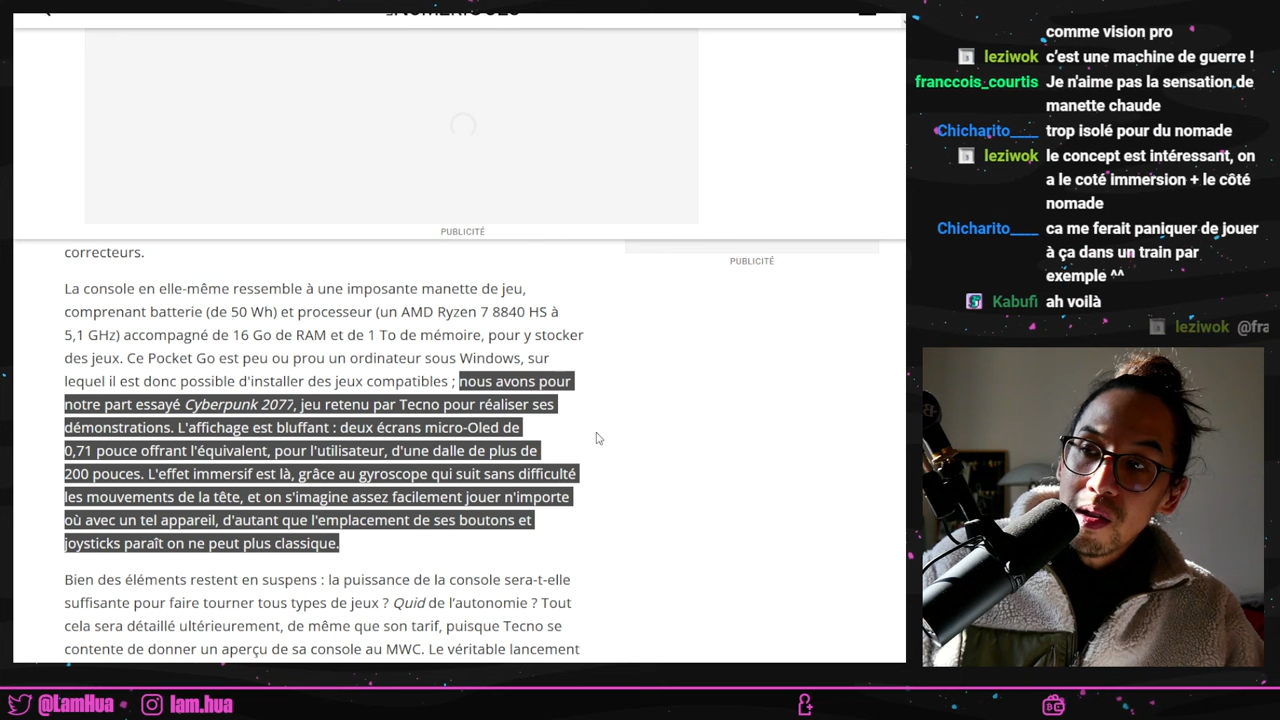 PUBLICITÉ
PUBLICITÉ
correcteurs.
La console en elle-même ressemble à une imposante manette de jeu,
comprenant batterie (de 50 Wh) et processeur (un AMD Ryzen 7 8840 HS à
5,1 GHz) accompagné de 16 Go de RAM et de 1 To de mémoire, pour y stocker
des jeux. Ce Pocket Go est peu ou prou un ordinateur sous Windows, sur
lequel il est donc possible d'installer des jeux compatibles ; nous avons pour
notre part essayé Cyberpunk 2077, jeu retenu par Tecno pour réaliser ses
démonstrations. L'affichage est bluffant : deux écrans micro-Oled de
0,71 pouce offrant l'équivalent, pour l'utilisateur, d'une dalle de plus de
200 pouces. L'effet immersif est là, grâce au gyroscope qui suit sans difficulté
les mouvements de la tête, et on s'imagine assez facilement jouer n'importe
où avec un tel appareil, d'autant que l'emplacement de ses boutons et
joysticks paraît on ne peut plus classique.
Bien des éléments restent en suspens : la puissance de la console sera-t-elle
suffisante pour faire tourner tous types de jeux ? Quid de l'autonomie ? Tout
cela sera détaillé ultérieurement, de même que son tarif, puisque Tecno se
contente de donner un aperçu de sa console au MWC. Le véritable lancement
comme vision pro
leziwok c'est une machine de guerre !
franccois_courtis Je n'aime pas la sensation de
manette chaude
Chicharito____ trop isolé pour du nomade
leziwok le concept est intéressant, on
a le coté immersion + le côté
nomade
Chicharito____ ca me ferait paniquer de jouer
à ça dans un train par
exemple ^^
Kabufi ah voilà
leziwok @fra
@LamHua
lam.hua